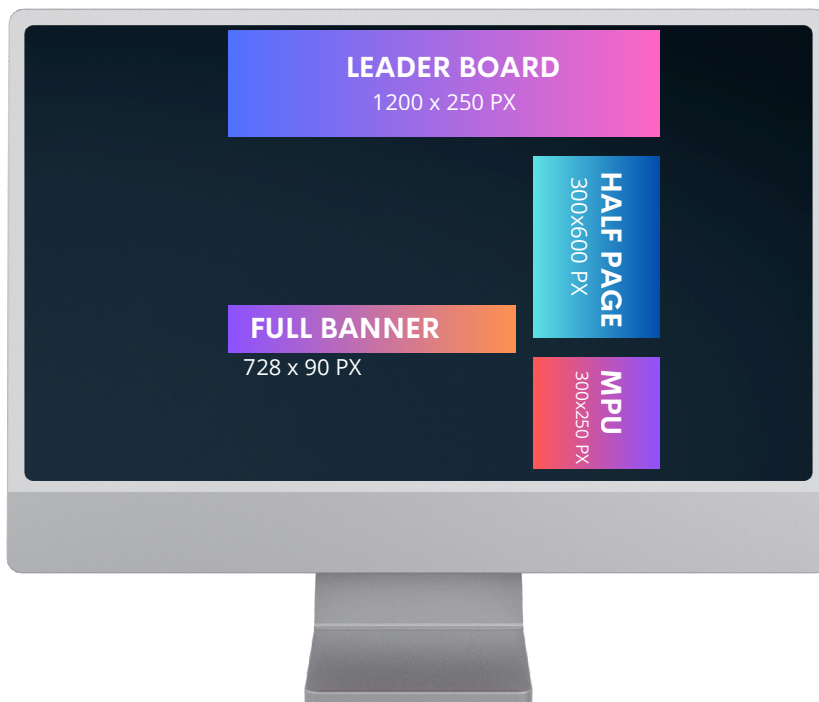 LEADER BOARD
1200 x 250 PX
HALF PAGE
300x600 PX
FULL BANNER
728 x 90 PX
MPU
300x250 PX